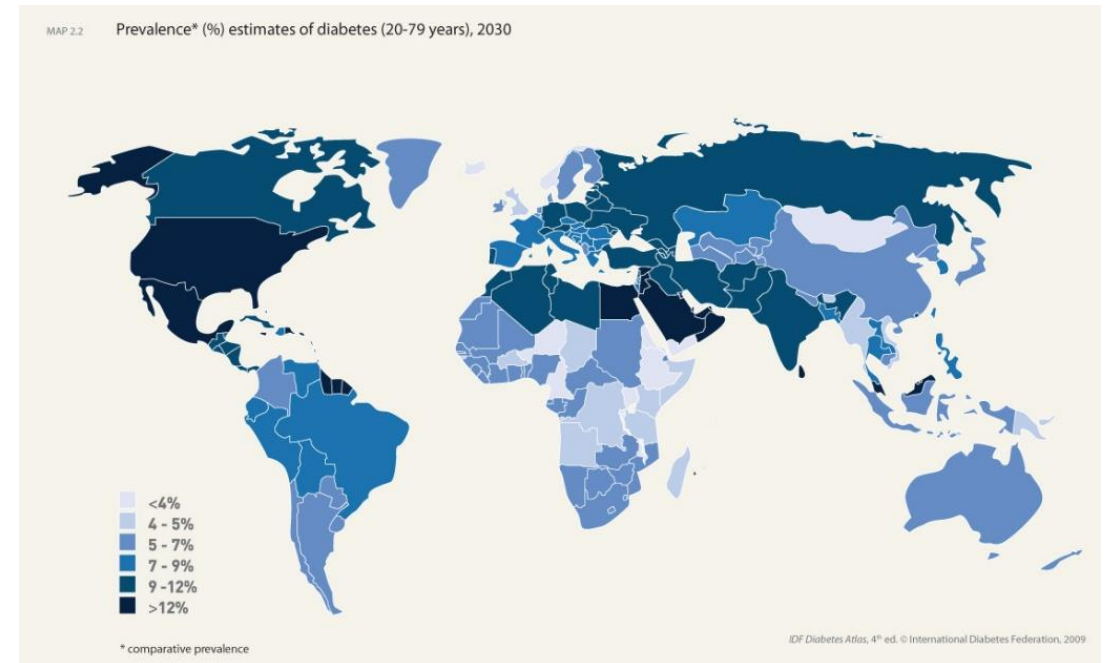 MAP 2.2 Prevalence* (%) estimates of diabetes (20-79 years), 2030
<4%
4 - 5%
5 - 7%
7 - 9%
9 -12%
>12%
* comparative prevalence
IDF Diabetes Atlas, 4th ed. © International Diabetes Federation, 2009